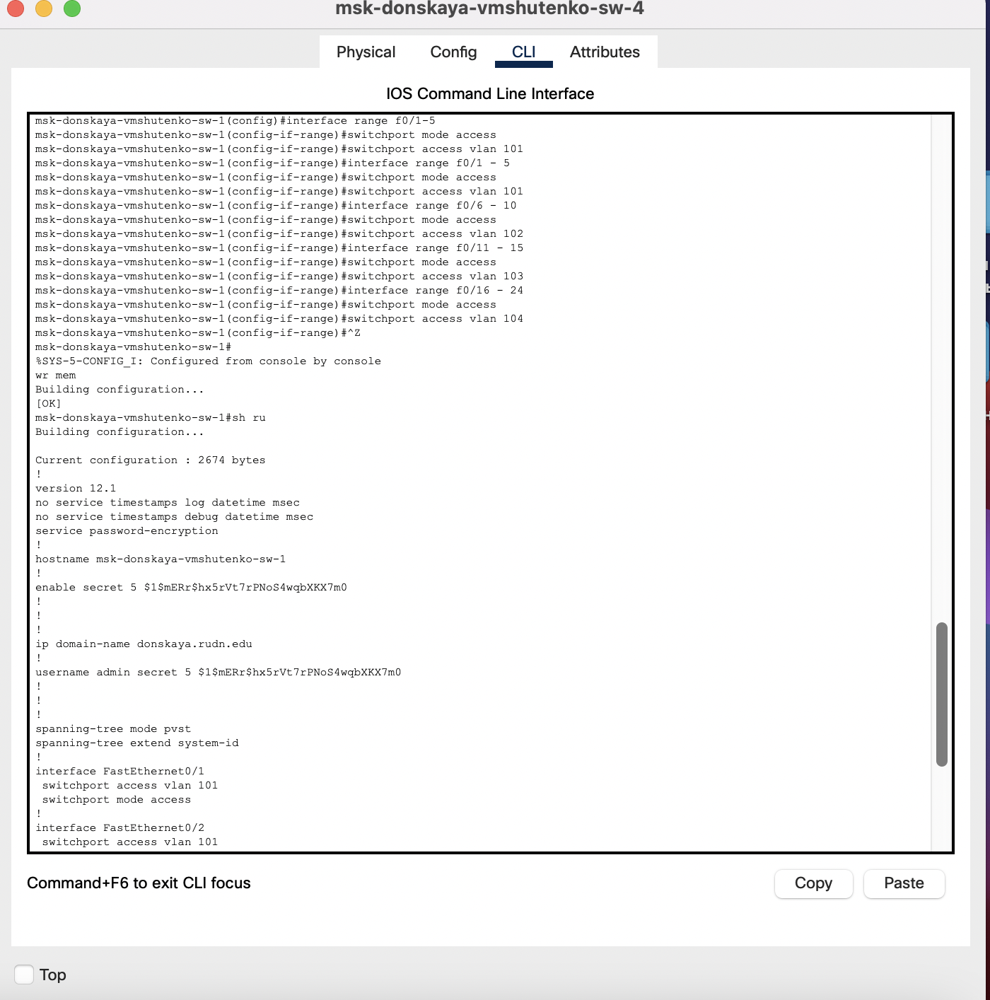 msk-donskaya-vmshutenko-sw-4
Physical Config CLI Attributes
IOS Command Line Interface
msk-donskaya-vmshutenko-sw-1(config)#interface range f0/1-5
msk-donskaya-vmshutenko-sw-1(config-if-range)#switchport mode access
msk-donskaya-vmshutenko-sw-1(config-if-range)#switchport access vlan 101
msk-donskaya-vmshutenko-sw-1(config-if-range)#interface range f0/1 - 5
msk-donskaya-vmshutenko-sw-1(config-if-range)#switchport mode access
msk-donskaya-vmshutenko-sw-1(config-if-range)#switchport access vlan 101
msk-donskaya-vmshutenko-sw-1(config-if-range)#interface range f0/6 - 10
msk-donskaya-vmshutenko-sw-1(config-if-range)#switchport mode access
msk-donskaya-vmshutenko-sw-1(config-if-range)#switchport access vlan 102
msk-donskaya-vmshutenko-sw-1(config-if-range)#interface range f0/11 - 15
msk-donskaya-vmshutenko-sw-1(config-if-range)#switchport mode access
msk-donskaya-vmshutenko-sw-1(config-if-range)#switchport access vlan 103
msk-donskaya-vmshutenko-sw-1(config-if-range)#interface range f0/16 - 24
msk-donskaya-vmshutenko-sw-1(config-if-range)#switchport mode access
msk-donskaya-vmshutenko-sw-1(config-if-range)#switchport access vlan 104
msk-donskaya-vmshutenko-sw-1(config-if-range)#^Z
msk-donskaya-vmshutenko-sw-1#
%SYS-5-CONFIG_I: Configured from console by console
wr mem
Building configuration...
[OK]
msk-donskaya-vmshutenko-sw-1#sh ru
Building configuration...
Current configuration : 2674 bytes
!
version 12.1
no service timestamps log datetime msec
no service timestamps debug datetime msec
service password-encryption
!
hostname msk-donskaya-vmshutenko-sw-1
!
enable secret 5 $1$mERr$hx5rVt7rPNoS4wqbXKX7m0
!
!
!
ip domain-name donskaya.rudn.edu
!
username admin secret 5 $1$mERr$hx5rVt7rPNoS4wqbXKX7m0
!
!
!
spanning-tree mode pvst
spanning-tree extend system-id
!
interface FastEthernet0/1
switchport access vlan 101
switchport mode access
!
interface FastEthernet0/2
switchport access vlan 101
Command+F6 to exit CLI focus
Copy Paste
Top